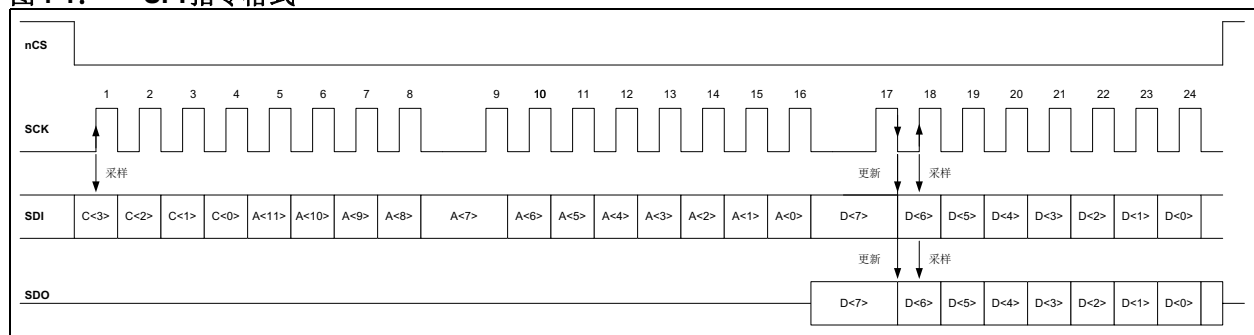 图4-1： SPI指令格式
nCS
1 2 3 4 5 6 7 8 9 10 11 12 13 14 15 16 17 18 19 20 21 22 23 24
SCK
采样 更新 采样
SDI C<3> C<2> C<1> C<0> A<11> A<10> A<9> A<8> A<7> A<6> A<5> A<4> A<3> A<2> A<1> A<0> D<7> D<6> D<5> D<4> D<3> D<2> D<1> D<0>
更新 采样
SDO D<7> D<6> D<5> D<4> D<3> D<2> D<1> D<0>